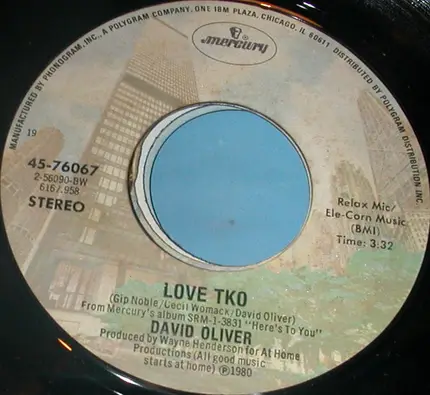 MANUFACTURED BY PHONOGRAM, INC., A POLYGRAM COMPANY, ONE IBM PLAZA, CHICAGO, IL 60611 DISTRIBUTED BY POLYGRAM DISTRIBUTION, INC.
mercury
19
45-76067
2-56090-BW
616/.958
STEREO
Relox Mic/
Ele-Corn Music
(BMI)
Time: 3.32
LOVE TKO
(Gip Noble/Cecil Womack/David Oliver)
From Mercury's album SRM-1-3831 "Here's To You"
DAVID OLIVER
Produced by Wayne Henderson for At Home
Productions (All good music
starts at home) ℗1980